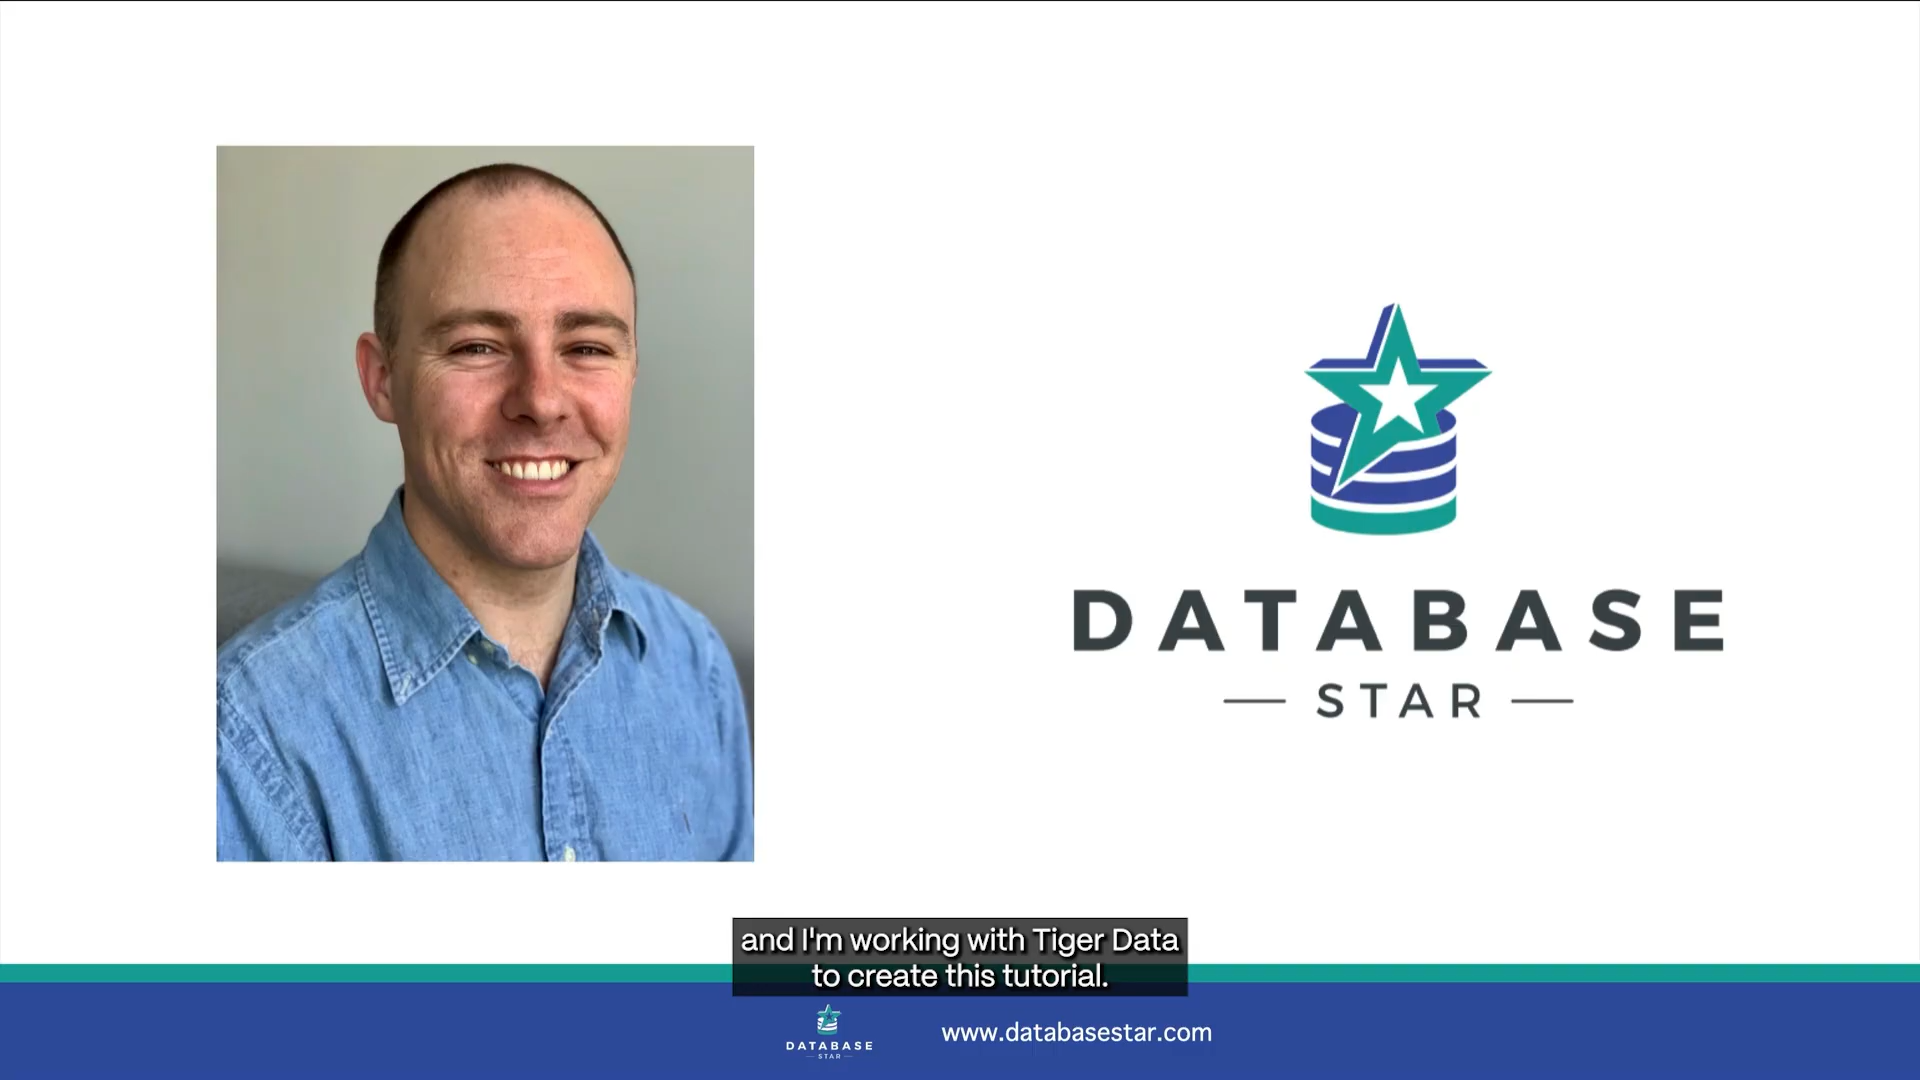 DATABASE
STAR
and I'm working with Tiger Data
to create this tutorial.
DATABASE
STAR
www.databasestar.com